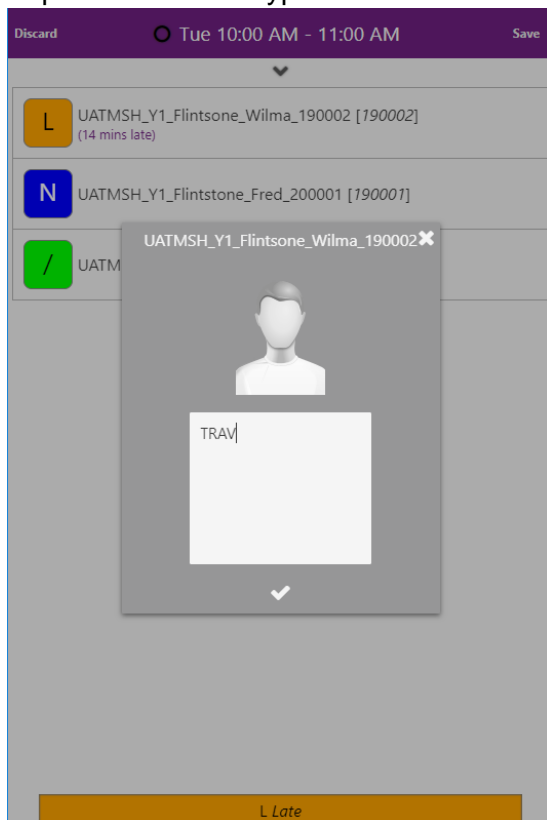 Discard
Tue 10:00 AM - 11:00 AM
Save
L
UATMSH_Y1_Flintsone_Wilma_190002 [190002]
(14 mins late)
N
UATMSH_Y1_Flintstone_Fred_200001 [190001]
/
UATM
UATMSH_Y1_Flintsone_Wilma_190002
TRAV
L Late